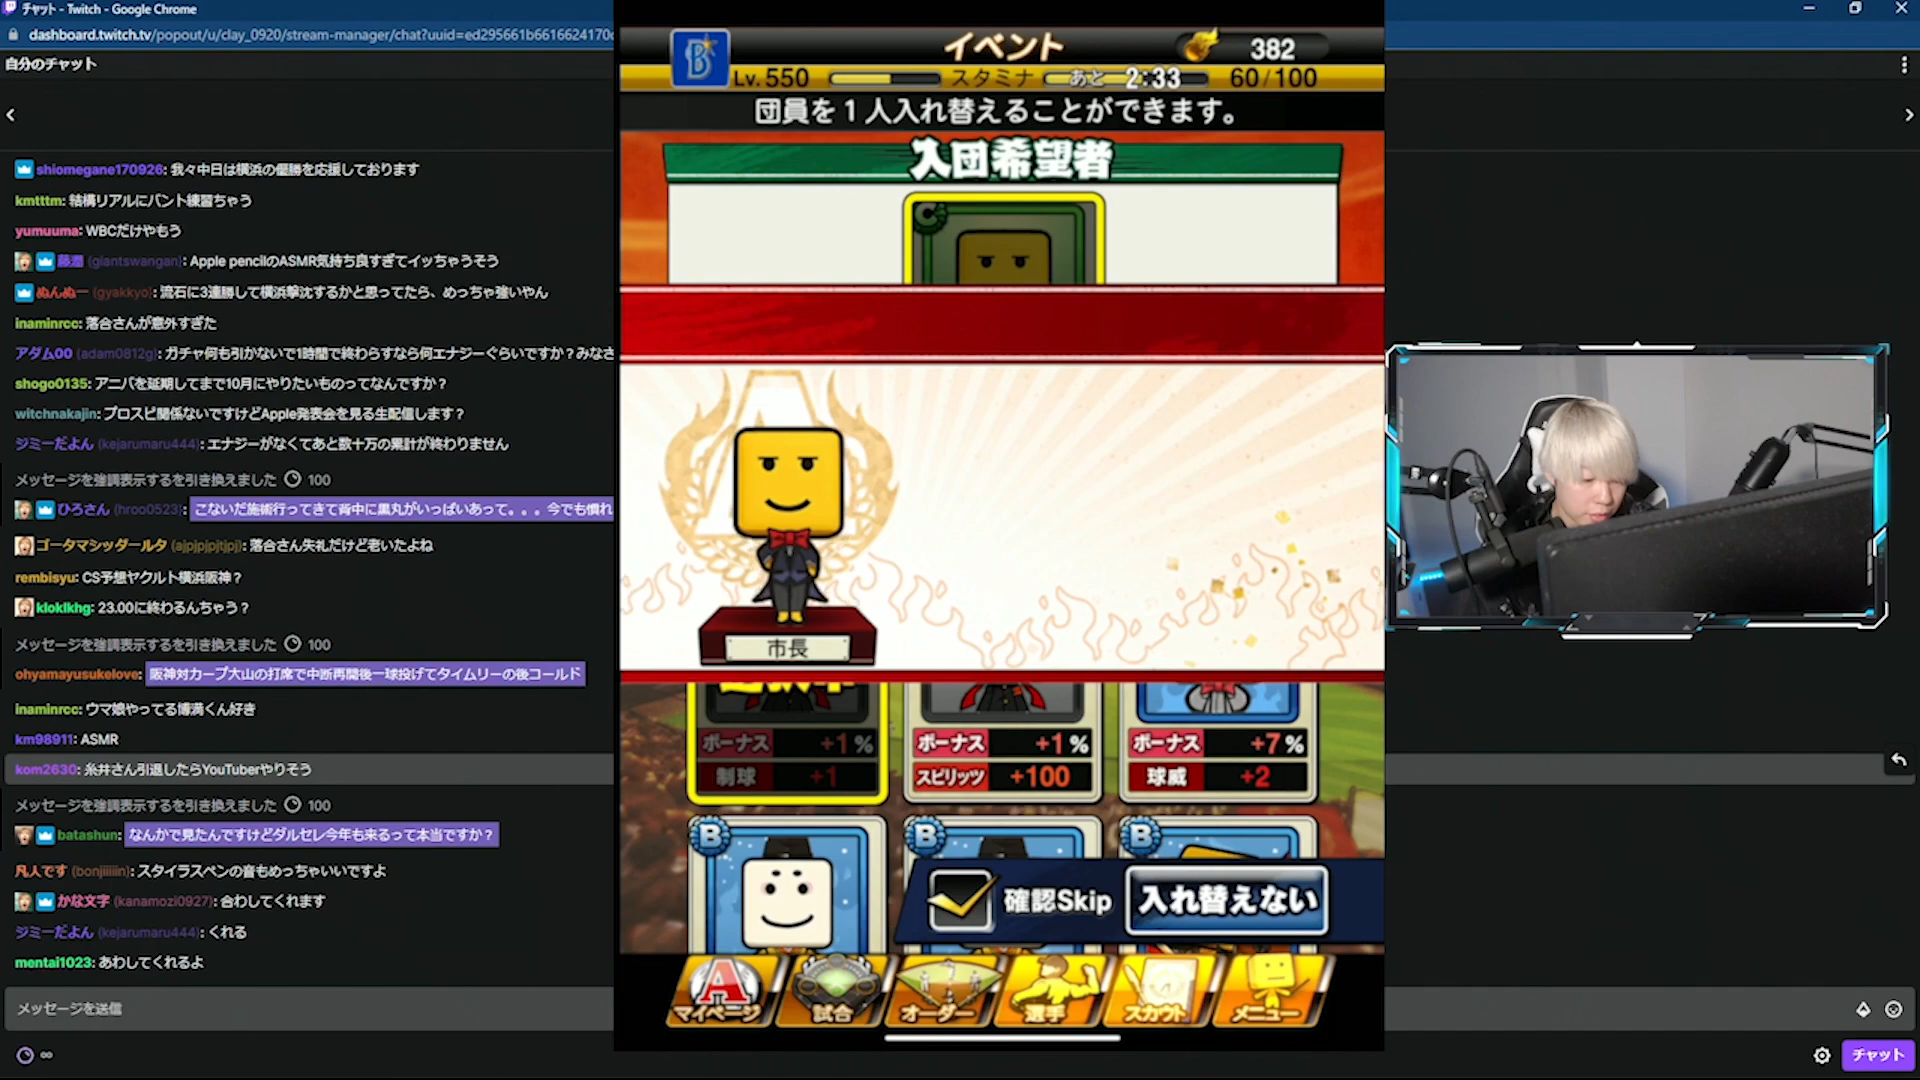 チャット - Twitch - Google Chrome
dashboard.twitch.tv/popout/u/clay_0920/stream-manager/chat?uuid=ed295661b6616624170c
自分のチャット
shiomegane170926: 我々中日は横浜の優勝を応援しております
kmtttm: 結構リアルにバント練習ちゃう
yumuuma: WBCだけやもう
藤潤 (giantswangan): Apple pencilのASMR気持ち良すぎてイッちゃうそう
ぬんぬー (gyakkyo): 流石に3連勝して横浜撃沈するかと思ってたら、めっちゃ強いやん
inaminrcc: 落合さんが意外すぎた
アダム00 (adam0812g): ガチャ何も引かないで1時間で終わらすなら何エナジーぐらいですか？みなさ
shogo0135: アニバを延期してまで10月にやりたいものってなんですか？
witchnakajin: プロスピ関係ないですけどApple発表会を見る生配信します？
ジミーだよん (kejarumaru444): エナジーがなくてあと数十万の累計が終わりません
メッセージを強調表示するを引き換えました 100
ひろさん (hroo0523): こないだ施術行ってきて背中に黒丸がいっぱいあって。。。今でも慣れ
ゴータマシッダールタ (ajpjpjpjtjpj): 落合さん失礼だけど老いたよね
rembisyu: CS予想ヤクルト横浜阪神？
kloklkhg: 23.00に終わるんちゃう？
メッセージを強調表示するを引き換えました 100
ohyamayusukelove: 阪神対カープ大山の打席で中断再開後一球投げてタイムリーの後コールド
inaminrcc: ウマ娘やってる博満くん好き
km98911: ASMR
kom2630: 糸井さん引退したらYouTuberやりそう
メッセージを強調表示するを引き換えました 100
batashun: なんかで見たんですけどダルセレ今年も来るって本当ですか？
凡人です (bonjiiiiin): スタイラスペンの音もめっちゃいいですよ
かな文字 (kanamozi0927): 合わしてくれます
ジミーだよん (kejarumaru444): くれる
mentai1023: あわしてくれるよ
メッセージを送信
∞
チャット
イベント
382
Lv.550 スタミナ あと 2:33 60/100
団員を1人入れ替えることができます。
入団希望者
市長
ボーナス +1%
制球 +1
ボーナス +1%
スピリッツ +100
ボーナス +7%
球威 +2
B
B
B
確認Skip
入れ替えない
マイページ
試合
オーダー
選手
スカウト
メニュー